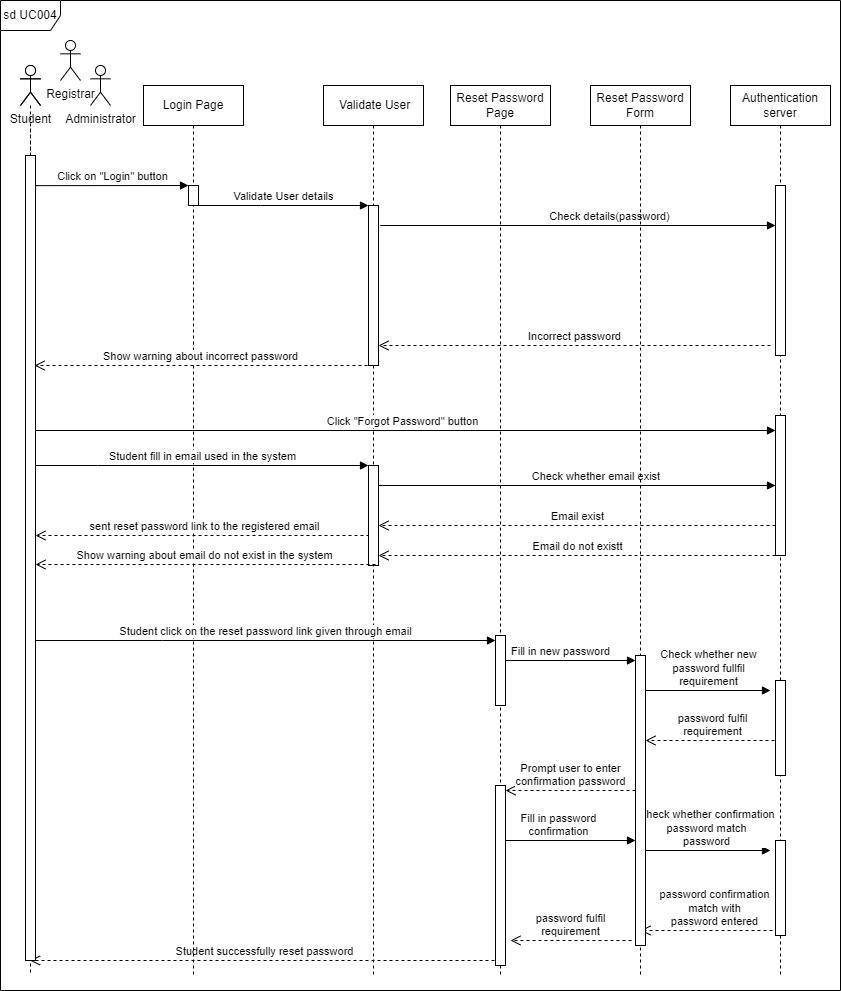 sd UC004
Registrar
Student
Administrator
Login Page
Validate User
Reset Password
Page
Reset Password
Form
Authentication
server
Click on "Login" button
Validate User details
Check details(password)
Incorrect password
Show warning about incorrect password
Click "Forgot Password" button
Student fill in email used in the system
Check whether email exist
Email exist
sent reset password link to the registered email
Email do not existt
Show warning about email do not exist in the system
Student click on the reset password link given through email
Fill in new password
Check whether new
password fullfil
requirement
password fulfil
requirement
Prompt user to enter
confirmation password
Fill in password
confirmation
heck whether confirmation
password match
password
password confirmation
match with
password entered
password fulfil
requirement
Student successfully reset password